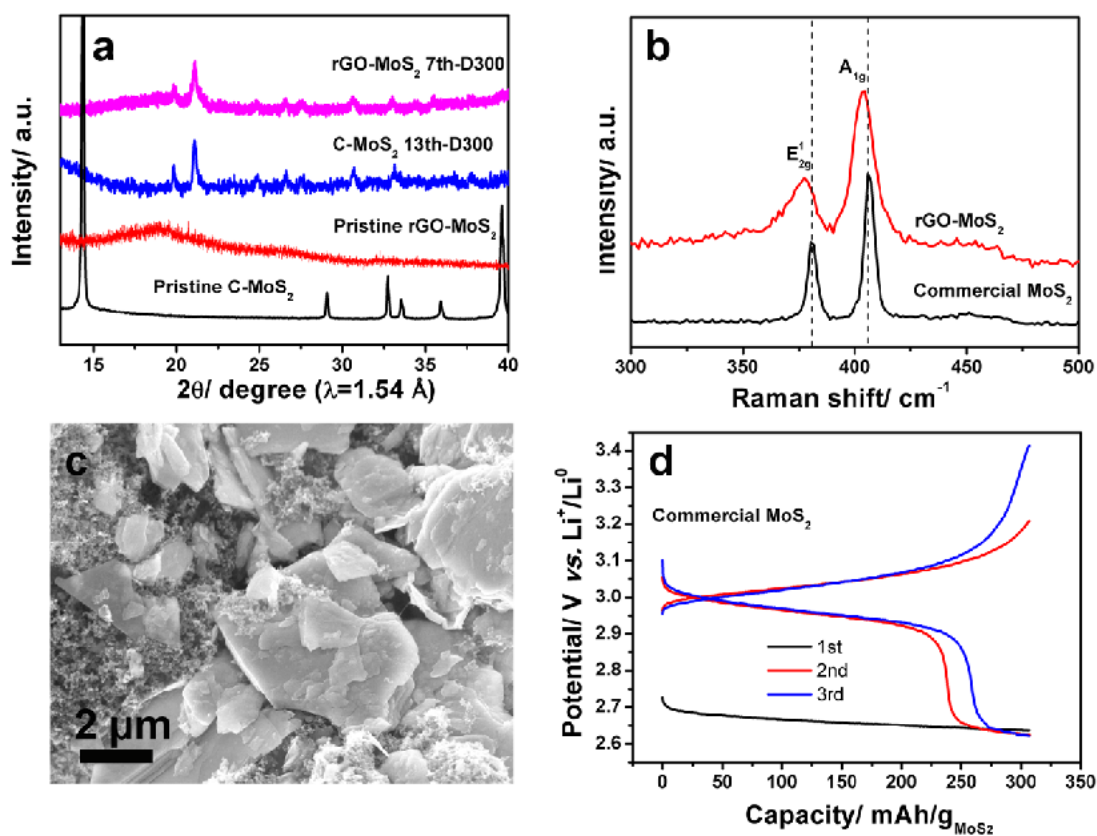 a
rGO-MoS₂ 7th-D300
C-MoS₂ 13th-D300
Pristine rGO-MoS₂
Pristine C-MoS₂
Intensity/ a.u.
15 20 25 30 35 40
2θ/ degree (λ=1.54 Å)
b
A₁g
E¹₂g
rGO-MoS₂
Commercial MoS₂
Intensity/ a.u.
300 350 400 450 500
Raman shift/ cm⁻¹
c
2 μm
d
Commercial MoS₂
1st
2nd
3rd
Potential/ V vs. Li⁺/Li⁰
3.4
3.3
3.2
3.1
3.0
2.9
2.8
2.7
2.6
0 50 100 150 200 250 300 350
Capacity/ mAh/g MoS₂